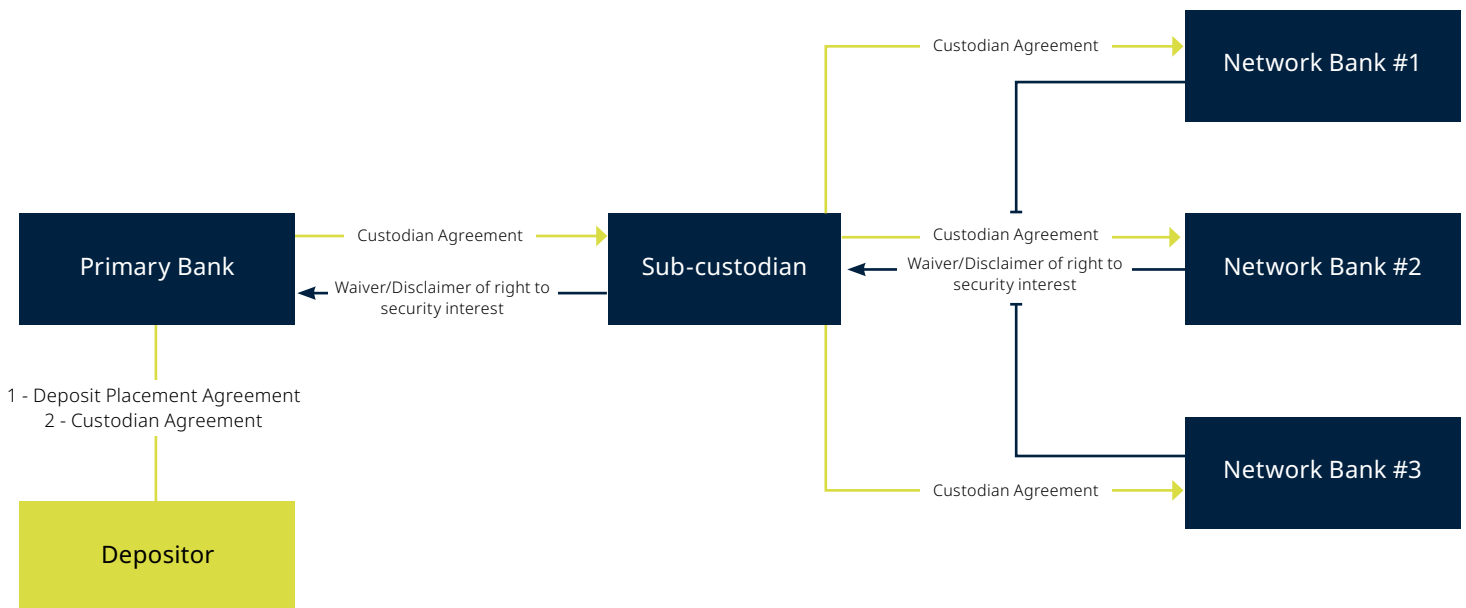 Custodian Agreement
Network Bank #1
Primary Bank
Custodian Agreement
Waiver/Disclaimer of right to
security interest
Sub-custodian
Custodian Agreement
Waiver/Disclaimer of right to
security interest
Network Bank #2
1 - Deposit Placement Agreement
2 - Custodian Agreement
Custodian Agreement
Network Bank #3
Depositor